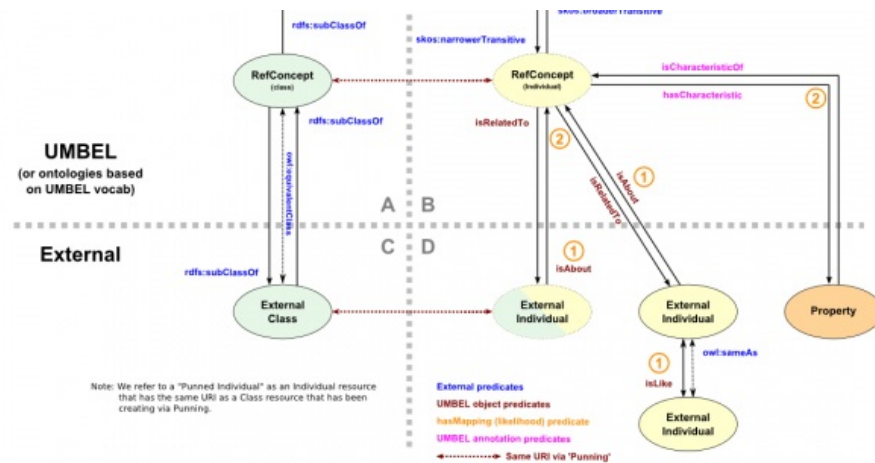 rdfs:subClassOf
skos:broaderTransitive
skos:narrowerTransitive
RefConcept
(class)
RefConcept
(Individual)
isCharacteristicOf
hasCharacteristic
2
rdfs:subClassOf
isRelatedTo
2
1
UMBEL
(or ontologies based
on UMBEL vocab)
owl:equivalentClass
isAbout
isRelatedTo
A
B
External
C
D
1
rdfs:subClassOf
isAbout
External
Class
External
Individual
External
Individual
Property
owl:sameAs
1
isLike
External
Individual
Note: We refer to a "Punned Individual" as an Individual resource
that has the same URI as a Class resource that has been
creating via Punning.
External predicates
UMBEL object predicates
hasMapping (likelihood) predicate
UMBEL annotation predicates
Same URI via 'Punning'